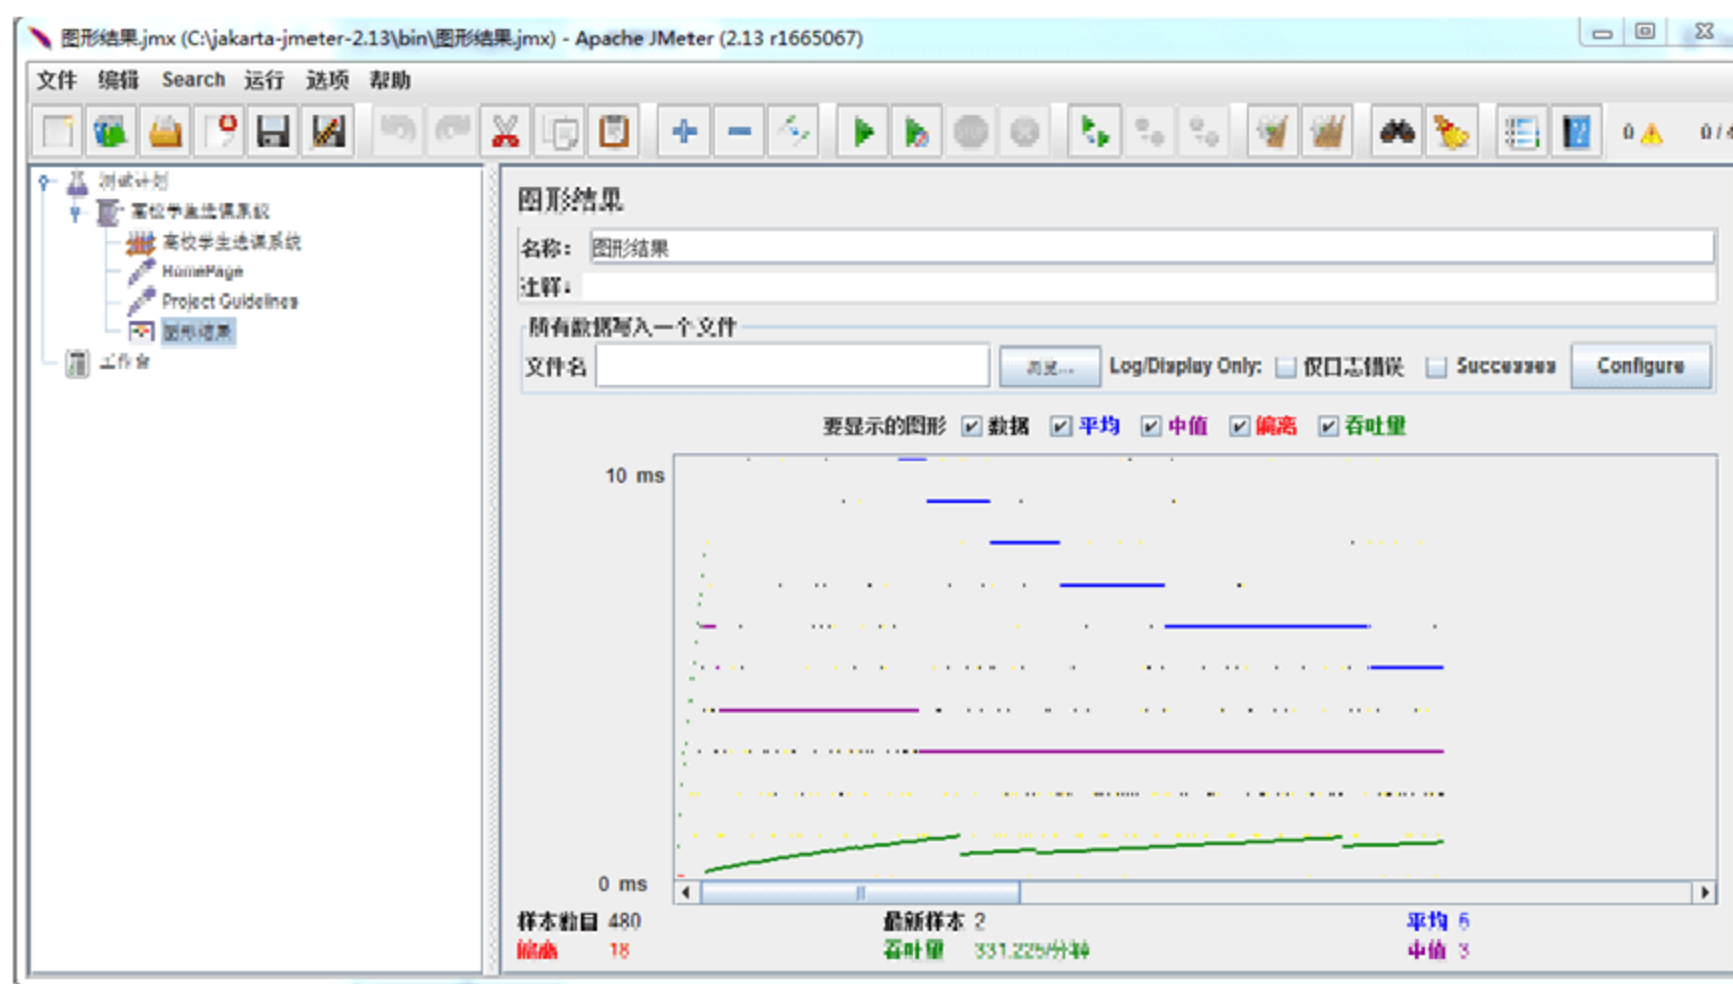 图形结果.jmx (C:\jakarta-jmeter-2.13\bin\图形结果.jmx) - Apache JMeter (2.13 r1665067)
文件 编辑 Search 运行 选项 帮助
0 0 / 4
测试计划
高校学生选课系统
高校学生选课系统
HomePage
Project Guidelines
图形结果
工作台
图形结果
名称： 图形结果
注释：
所有数据写入一个文件
文件名 浏览... Log/Display Only: 仅日志错误 Successes Configure
要显示的图形 数据 平均 中值 偏离 吞吐量
10 ms
0 ms
样本数目 480 最新样本 2 平均
偏离 18 吞吐量 331.225/分钟 中值 3